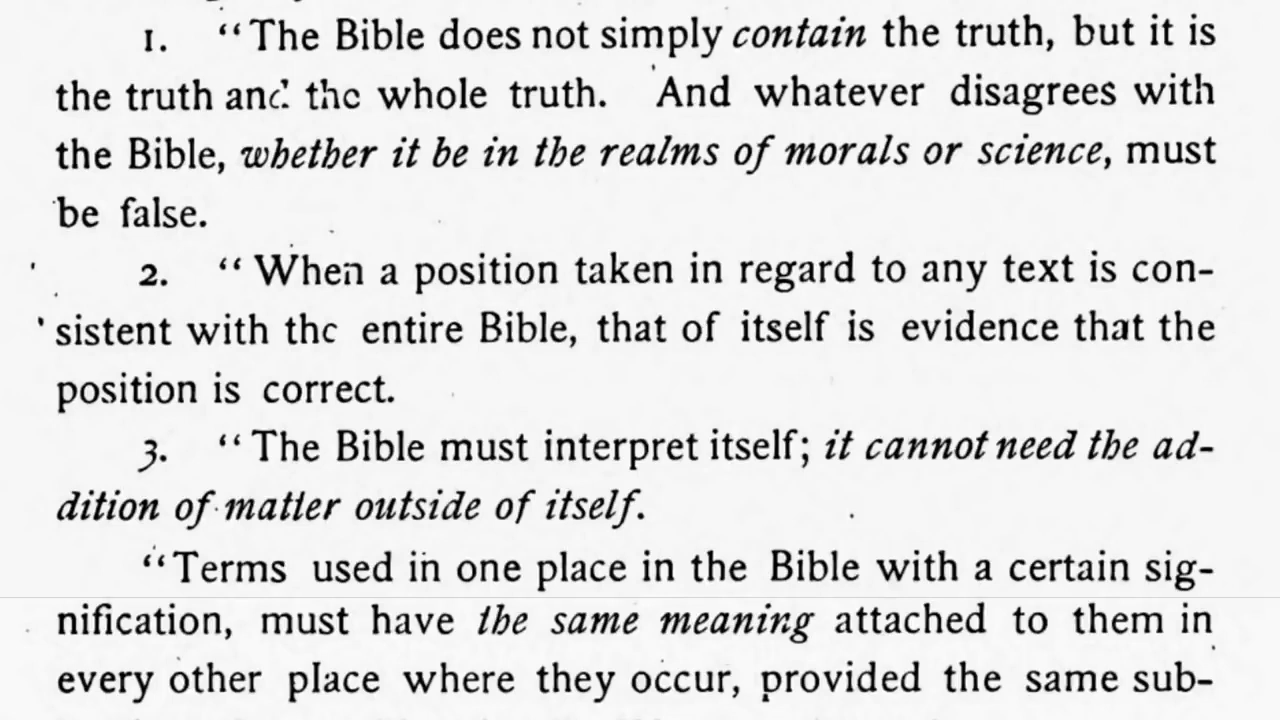 1. “The Bible does not simply contain the truth, but it is
the truth and the whole truth. And whatever disagrees with
the Bible, whether it be in the realms of morals or science, must
be false.
2. “When a position taken in regard to any text is con-
sistent with the entire Bible, that of itself is evidence that the
position is correct.
3. “The Bible must interpret itself; it cannot need the ad-
dition of matter outside of itself.
“Terms used in one place in the Bible with a certain sig-
nification, must have the same meaning attached to them in
every other place where they occur, provided the same sub-